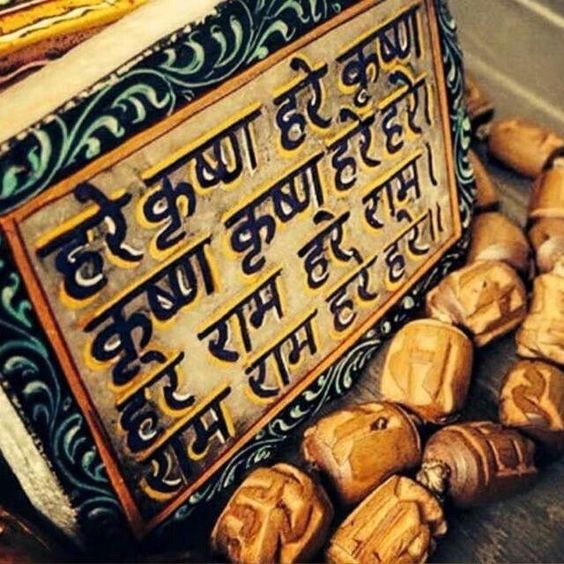 हरे कृष्ण हरे कृष्ण
कृष्ण कृष्ण हरे हरे।
हरे राम हरे राम।
राम राम हरे हरे॥